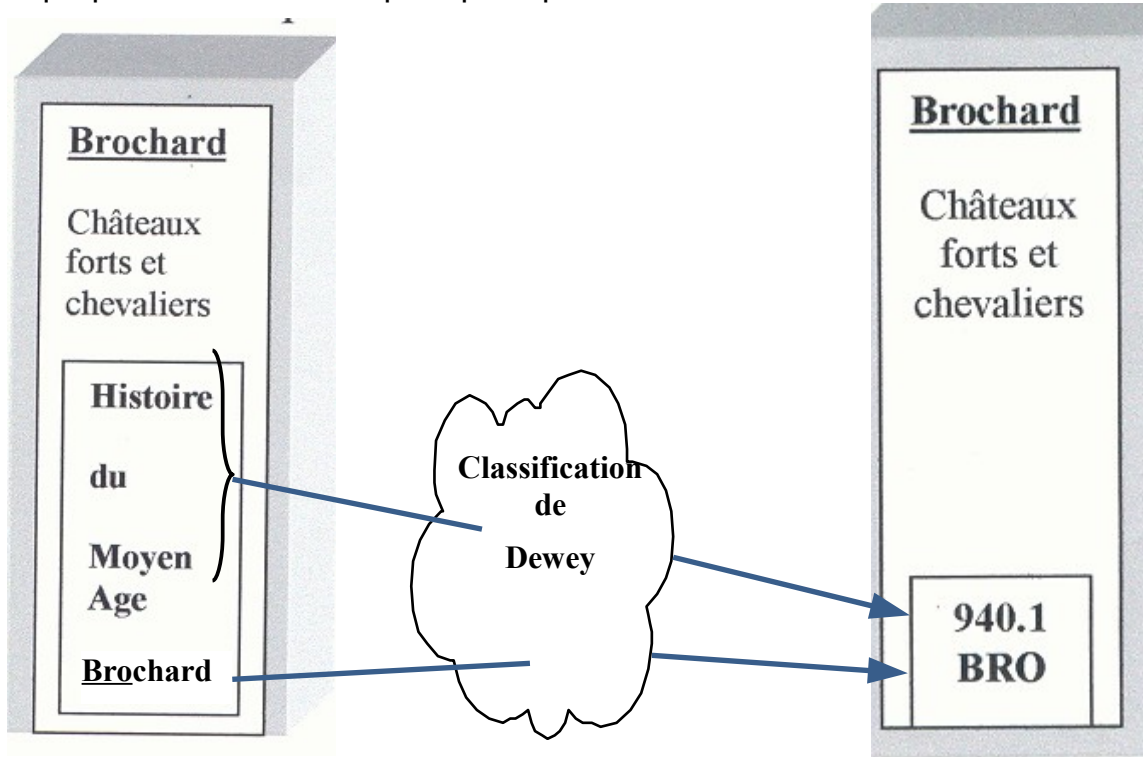 Brochard
Châteaux
forts et
chevaliers
Histoire
du
Moyen
Age
Brochard
Classification
de
Dewey
Brochard
Châteaux
forts et
chevaliers
940.1
BRO